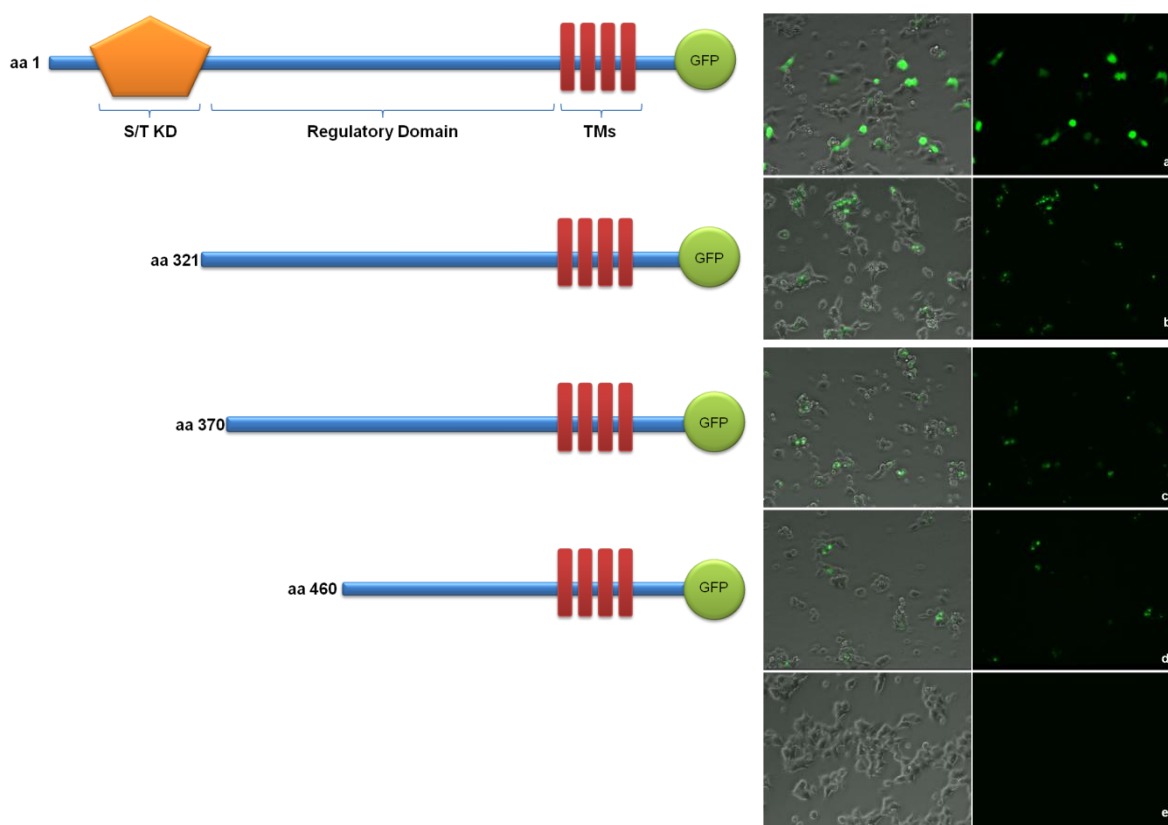 aa 1
GFP
S/T KD
Regulatory Domain
TMs
a
aa 321
GFP
b
aa 370
GFP
c
aa 460
GFP
d
e